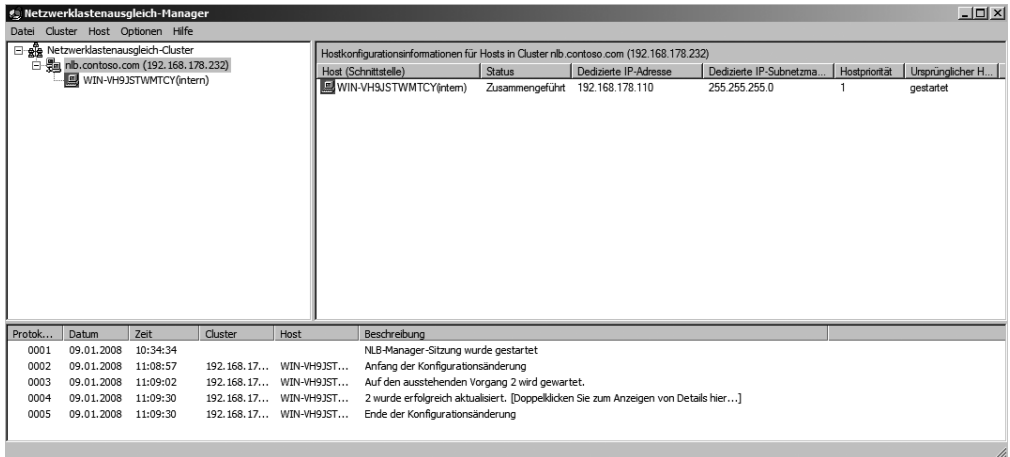 Netzwerklastenausgleich-Manager
Datei Cluster Host Optionen Hilfe
Netzwerklastenausgleich-Cluster
nlb.contoso.com (192.168.178.232)
WIN-VH9JSTWMTCY(intern)
Hostkonfigurationsinformationen für Hosts in Cluster nlb.contoso.com (192.168.178.232)
Host (Schnittstelle) Status Dedizierte IP-Adresse Dedizierte IP-Subnetzma... Hostpriorität Ursprünglicher H...
WIN-VH9JSTWMTCY(intern) Zusammengeführt 192.168.178.110 255.255.255.0 1 gestartet
Protok... Datum Zeit Cluster Host Beschreibung
0001 09.01.2008 10:34:34 NLB-Manager-Sitzung wurde gestartet
0002 09.01.2008 11:08:57 192.168.17... WIN-VH9JST... Anfang der Konfigurationsänderung
0003 09.01.2008 11:09:02 192.168.17... WIN-VH9JST... Auf den ausstehenden Vorgang 2 wird gewartet.
0004 09.01.2008 11:09:30 192.168.17... WIN-VH9JST... 2 wurde erfolgreich aktualisiert. [Doppelklicken Sie zum Anzeigen von Details hier...]
0005 09.01.2008 11:09:30 192.168.17... WIN-VH9JST... Ende der Konfigurationsänderung